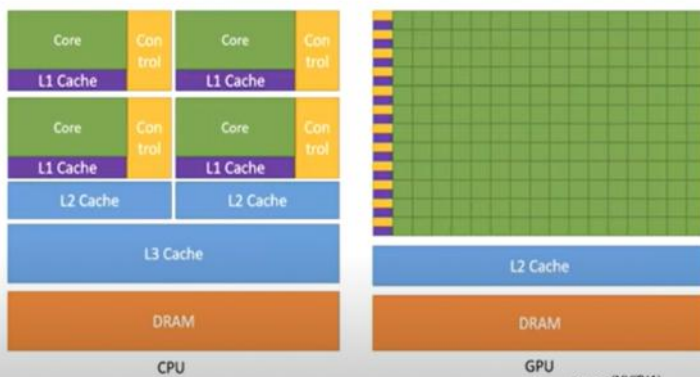 Core
Con
trol
Core
Con
trol
L1 Cache
L1 Cache
Core
Con
trol
Core
Con
trol
L1 Cache
L1 Cache
L2 Cache
L2 Cache
L3 Cache
DRAM
CPU
L2 Cache
DRAM
GPU